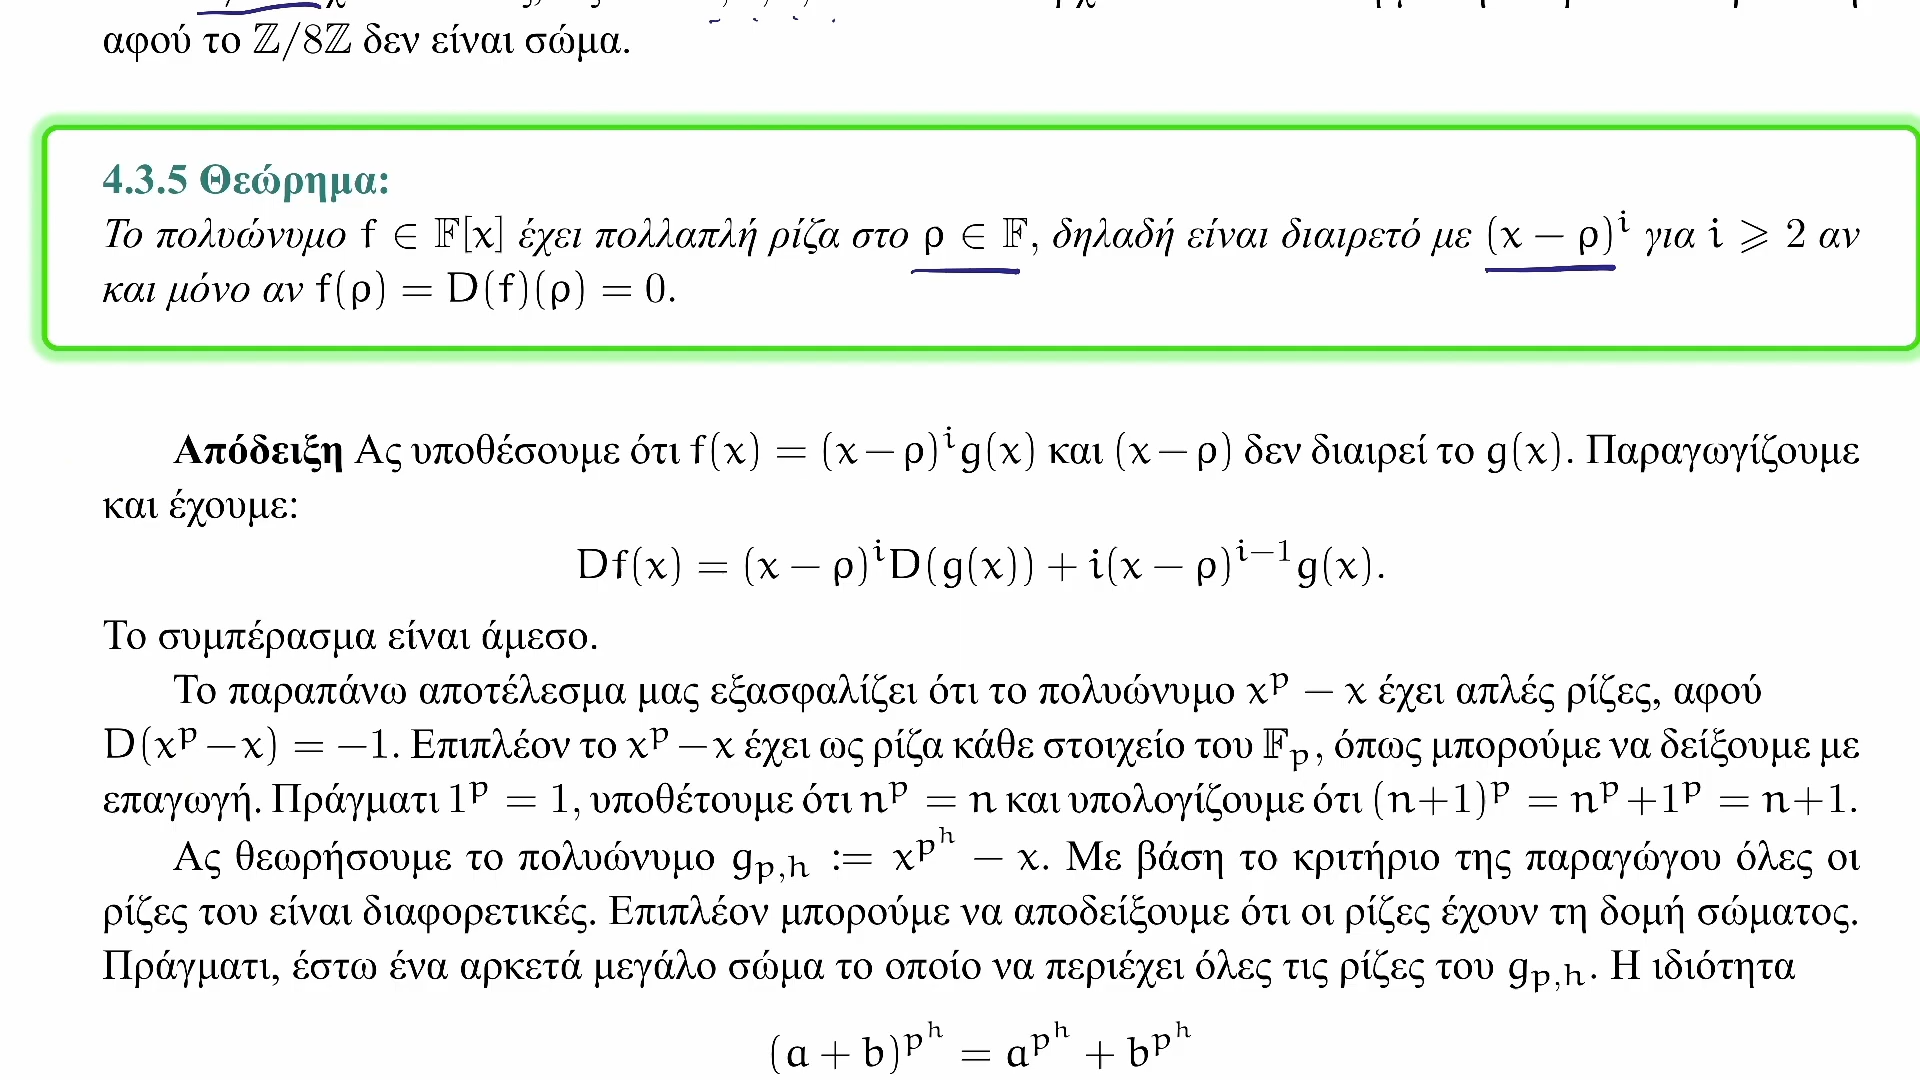 αφού το ℤ/8ℤ δεν είναι σώμα.
4.3.5 Θεώρημα:
Το πολυώνυμο f ∈ 𝔽[x] έχει πολλαπλή ρίζα στο ρ ∈ 𝔽, δηλαδή είναι διαιρετό με (x − ρ)^i για i ⩾ 2 αν
και μόνο αν f(ρ) = D(f)(ρ) = 0.
Απόδειξη Ας υποθέσουμε ότι f(x) = (x−ρ)^i g(x) και (x−ρ) δεν διαιρεί το g(x). Παραγωγίζουμε
και έχουμε:
Df(x) = (x − ρ)^i D(g(x)) + i(x − ρ)^{i−1} g(x).
Το συμπέρασμα είναι άμεσο.
Το παραπάνω αποτέλεσμα μας εξασφαλίζει ότι το πολυώνυμο x^p − x έχει απλές ρίζες, αφού
D(x^p −x) = −1. Επιπλέον το x^p −x έχει ως ρίζα κάθε στοιχείο του 𝔽_p, όπως μπορούμε να δείξουμε με
επαγωγή. Πράγματι 1^p = 1, υποθέτουμε ότι n^p = n και υπολογίζουμε ότι (n+1)^p = n^p+1^p = n+1.
Ας θεωρήσουμε το πολυώνυμο g_{p,h} := x^{p^h} − x. Με βάση το κριτήριο της παραγώγου όλες οι
ρίζες του είναι διαφορετικές. Επιπλέον μπορούμε να αποδείξουμε ότι οι ρίζες έχουν τη δομή σώματος.
Πράγματι, έστω ένα αρκετά μεγάλο σώμα το οποίο να περιέχει όλες τις ρίζες του g_{p,h}. Η ιδιότητα
(a + b)^{p^h} = a^{p^h} + b^{p^h}